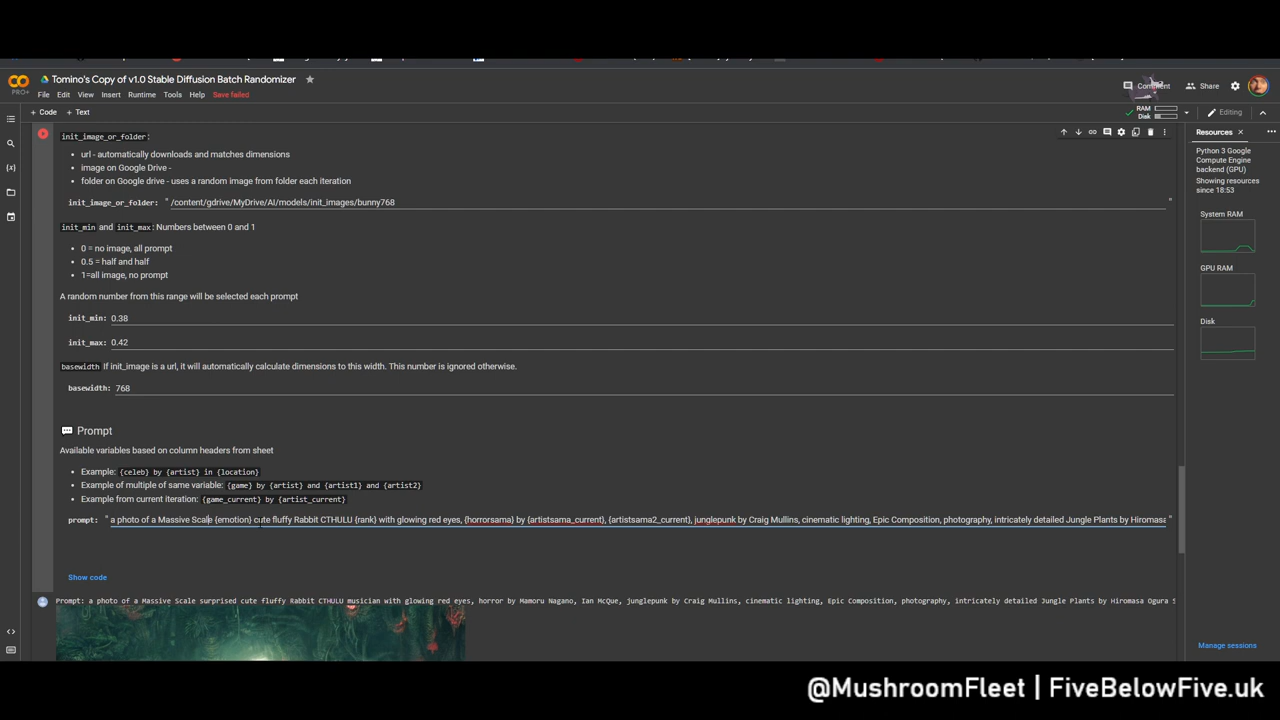 Tomino's Copy of v1.0 Stable Diffusion Batch Randomizer
PRO+
File Edit View Insert Runtime Tools Help Save failed
Comment Share
+ Code + Text
RAM
Disk
Editing
init_image_or_folder:
url - automatically downloads and matches dimensions
image on Google Drive -
folder on Google drive - uses a random image from folder each iteration
init_image_or_folder: " /content/gdrive/MyDrive/AI/models/init_images/bunny768 "
init_min and init_max: Numbers between 0 and 1
0 = no image, all prompt
0.5 = half and half
1=all image, no prompt
A random number from this range will be selected each prompt
init_min: 0.38
init_max: 0.42
basewidth If init_image is a url, it will automatically calculate dimensions to this width. This number is ignored otherwise.
basewidth: 768
Prompt
Available variables based on column headers from sheet
Example: {celeb} by {artist} in {location}
Example of multiple of same variable: {game} by {artist} and {artist1} and {artist2}
Example from current iteration: {game_current} by {artist_current}
prompt: " a photo of a Massive Scale {emotion} cute fluffy Rabbit CTHULU {rank} with glowing red eyes, {horrorsama} by {artistsama_current}, {artistsama2_current}, junglepunk by Craig Mullins, cinematic lighting, Epic Composition, photography, intricately detailed Jungle Plants by Hiromasa "
Show code
Prompt: a photo of a Massive Scale surprised cute fluffy Rabbit CTHULU musician with glowing red eyes, horror by Mamoru Nagano, Ian McQue, junglepunk by Craig Mullins, cinematic lighting, Epic Composition, photography, intricately detailed Jungle Plants by Hiromasa Ogura S
Resources
Python 3 Google
Compute Engine
backend (GPU)
Showing resources
since 18:53
System RAM
GPU RAM
Disk
Manage sessions
@MushroomFleet | FiveBelowFive.uk